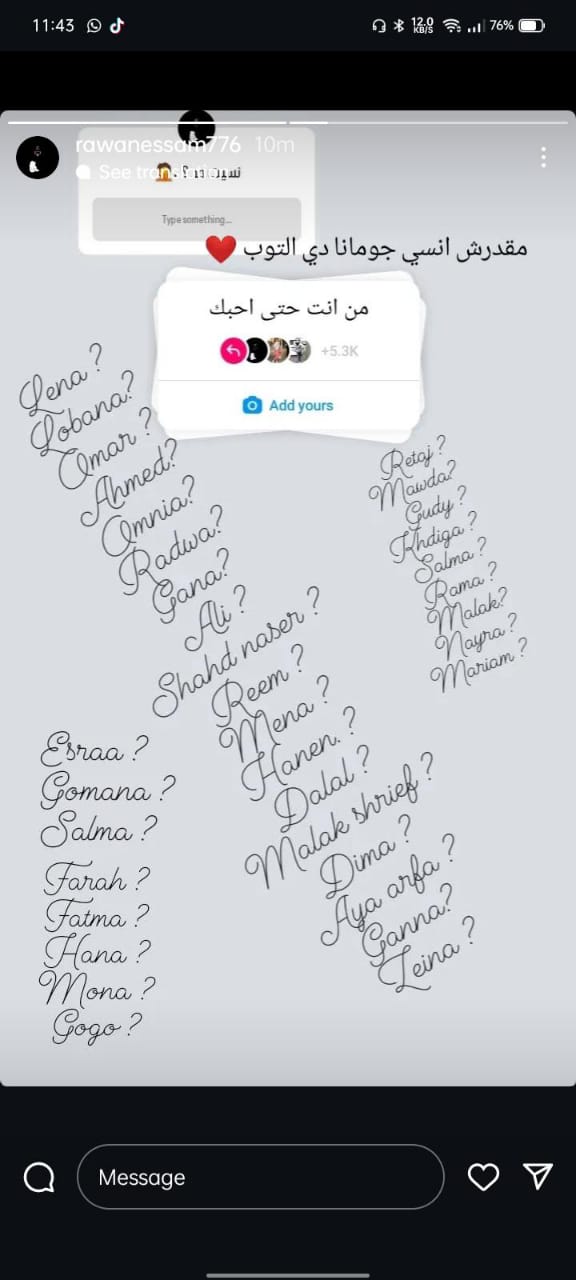 11:43
12.0 KB/S
76%
rawanessam776 10m
See translation
Type something...
مقدرش انسي جومانا دي التوب ❤️
من انت حتى احبك
+5.3K
Add yours
Lena ?
Lobana?
Omar ?
Ahmed?
Omnia?
Radwa?
Gana?
Ali ?
Shahd naser ?
Reem ?
Mena ?
Hanen. ?
Dalal ?
Malak shrief ?
Dima ?
Aya arfa ?
Ganna?
Leina ?
Retaj ?
Mawda?
Gudy ?
Khdiga ?
Salma ?
Rama ?
Malak?
Nayra ?
Mariam ?
Esraa ?
Gomana ?
Salma ?
Farah ?
Fatma ?
Hana ?
Mona ?
Gogo ?
Message